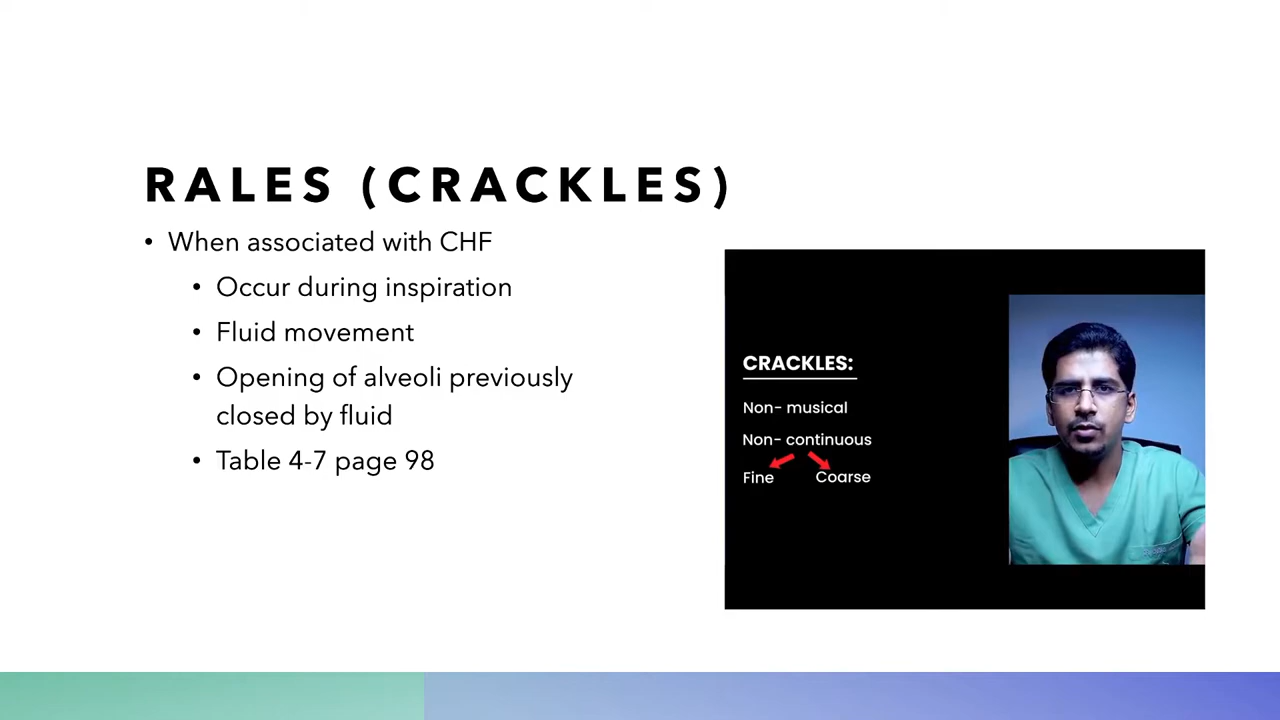 RALES (CRACKLES)
• When associated with CHF
• Occur during inspiration
• Fluid movement
• Opening of alveoli previously
closed by fluid
• Table 4-7 page 98
CRACKLES:
Non- musical
Non- continuous
Fine Coarse